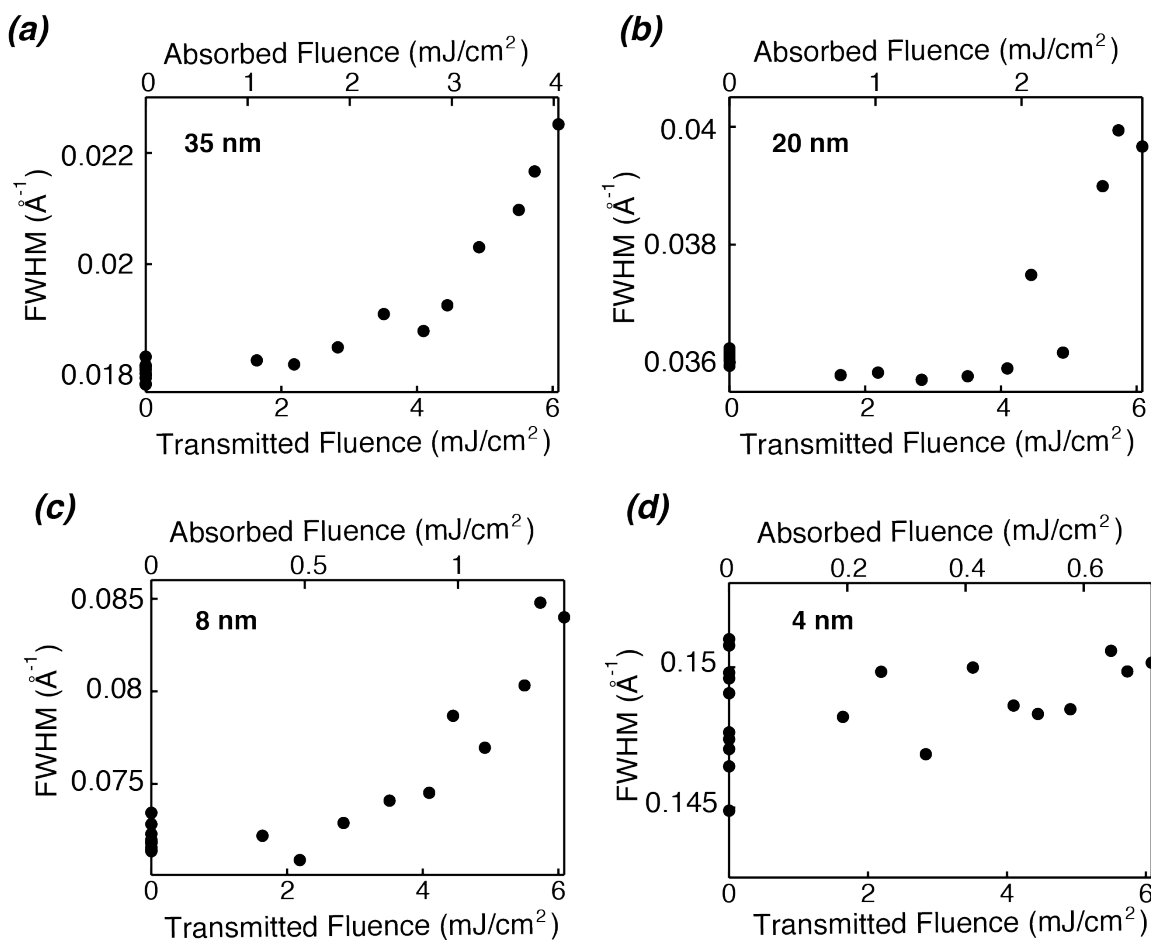 (a)
Absorbed Fluence (mJ/cm²)
0 1 2 3 4
35 nm
0.022
0.02
0.018
FWHM (Å⁻¹)
0 2 4 6
Transmitted Fluence (mJ/cm²)
(b)
Absorbed Fluence (mJ/cm²)
0 1 2
20 nm
0.04
0.038
0.036
FWHM (Å⁻¹)
0 2 4 6
Transmitted Fluence (mJ/cm²)
(c)
Absorbed Fluence (mJ/cm²)
0 0.5 1
8 nm
0.085
0.08
0.075
FWHM (Å⁻¹)
0 2 4 6
Transmitted Fluence (mJ/cm²)
(d)
Absorbed Fluence (mJ/cm²)
0 0.2 0.4 0.6
4 nm
0.15
0.145
FWHM (Å⁻¹)
0 2 4 6
Transmitted Fluence (mJ/cm²)